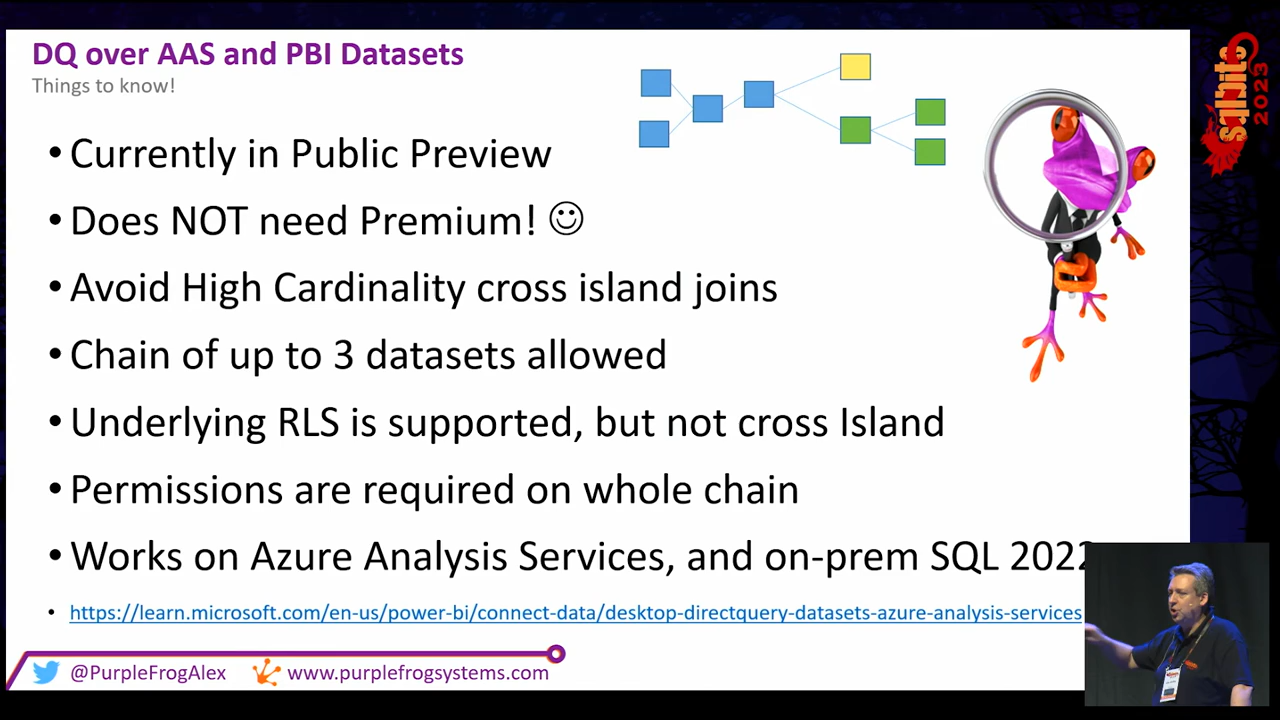 DQ over AAS and PBI Datasets
Things to know!
• Currently in Public Preview
• Does NOT need Premium! ☺
• Avoid High Cardinality cross island joins
• Chain of up to 3 datasets allowed
• Underlying RLS is supported, but not cross Island
• Permissions are required on whole chain
• Works on Azure Analysis Services, and on-prem SQL 2022
• https://learn.microsoft.com/en-us/power-bi/connect-data/desktop-directquery-datasets-azure-analysis-services
@PurpleFrogAlex www.purplefrogsystems.com
sqlbits
2023